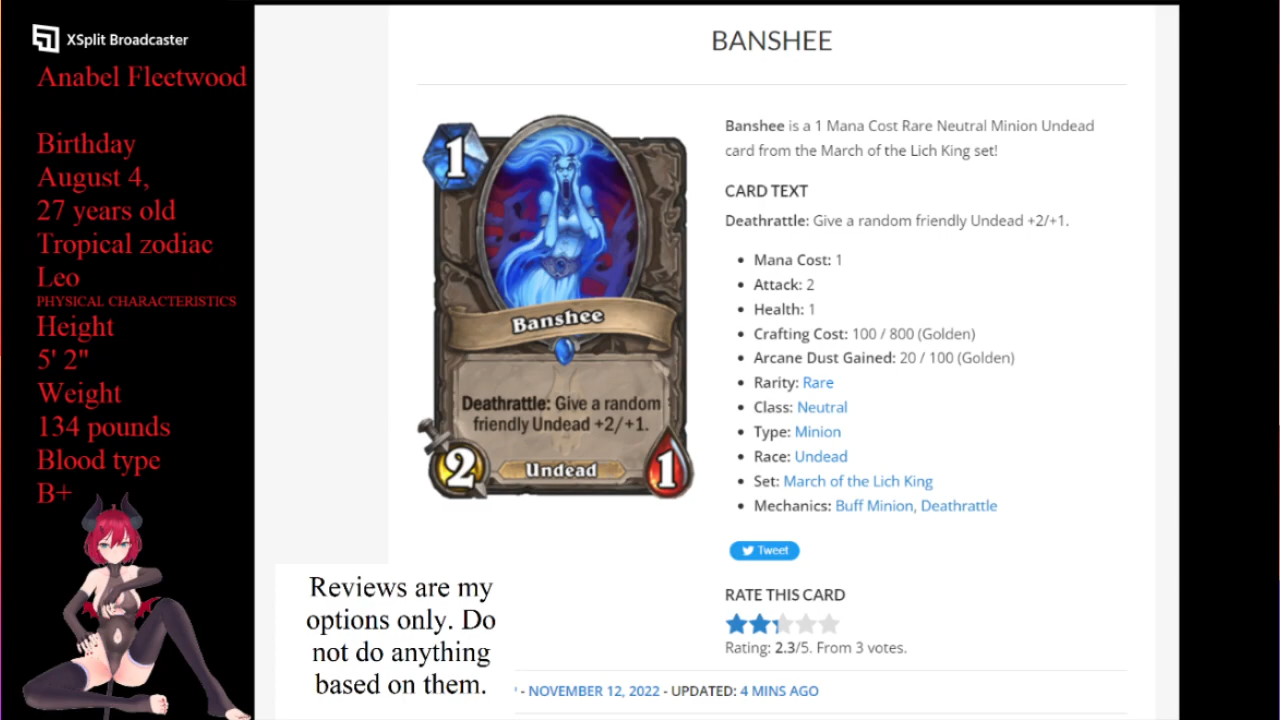 XSplit Broadcaster
Anabel Fleetwood
Birthday
August 4,
27 years old
Tropical zodiac
Leo
PHYSICAL CHARACTERISTICS
Height
5' 2"
Weight
134 pounds
Blood type
B+
BANSHEE
1
Banshee
Deathrattle: Give a random
friendly Undead +2/+1.
2
Undead
1
Banshee is a 1 Mana Cost Rare Neutral Minion Undead
card from the March of the Lich King set!
CARD TEXT
Deathrattle: Give a random friendly Undead +2/+1.
Mana Cost: 1
Attack: 2
Health: 1
Crafting Cost: 100 / 800 (Golden)
Arcane Dust Gained: 20 / 100 (Golden)
Rarity: Rare
Class: Neutral
Type: Minion
Race: Undead
Set: March of the Lich King
Mechanics: Buff Minion, Deathrattle
Tweet
RATE THIS CARD
Rating: 2.3/5. From 3 votes.
- NOVEMBER 12, 2022 - UPDATED: 4 MINS AGO
Reviews are my
options only. Do
not do anything
based on them.